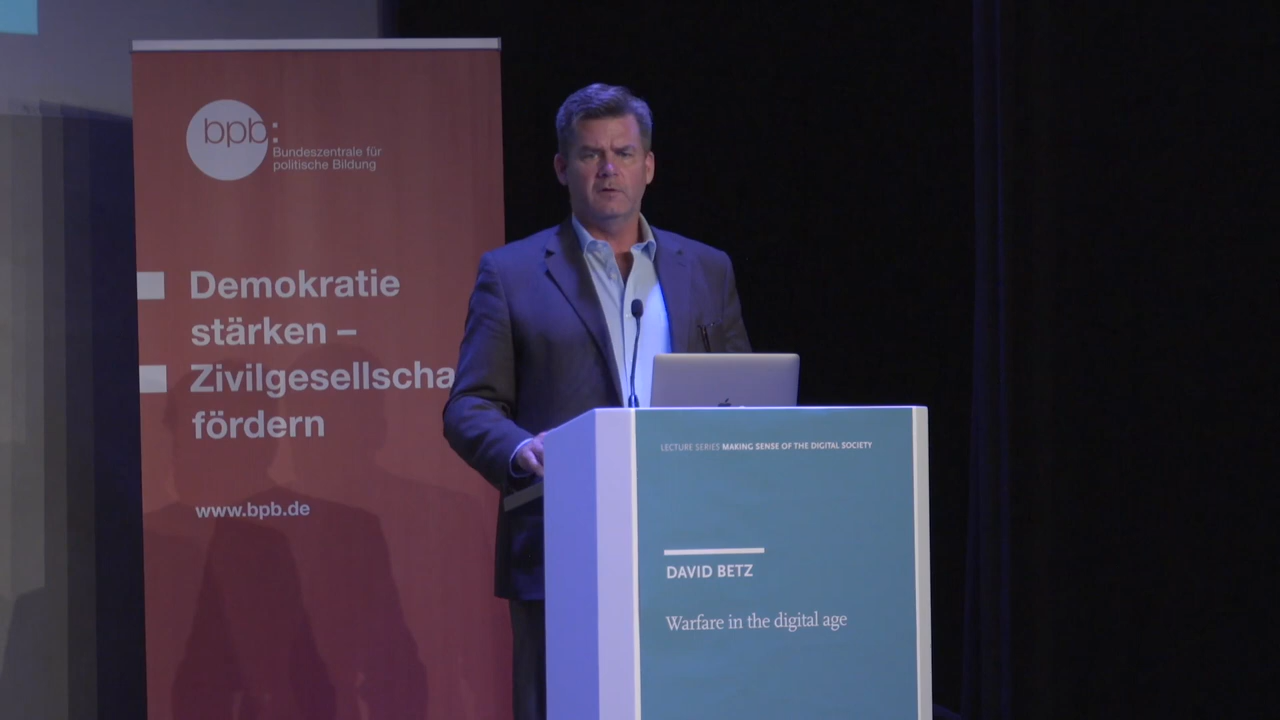 bpb:
Bundeszentrale für
politische Bildung
Demokratie
stärken –
Zivilgesellscha
fördern
www.bpb.de
LECTURE SERIES MAKING SENSE OF THE DIGITAL SOCIETY
DAVID BETZ
Warfare in the digital age